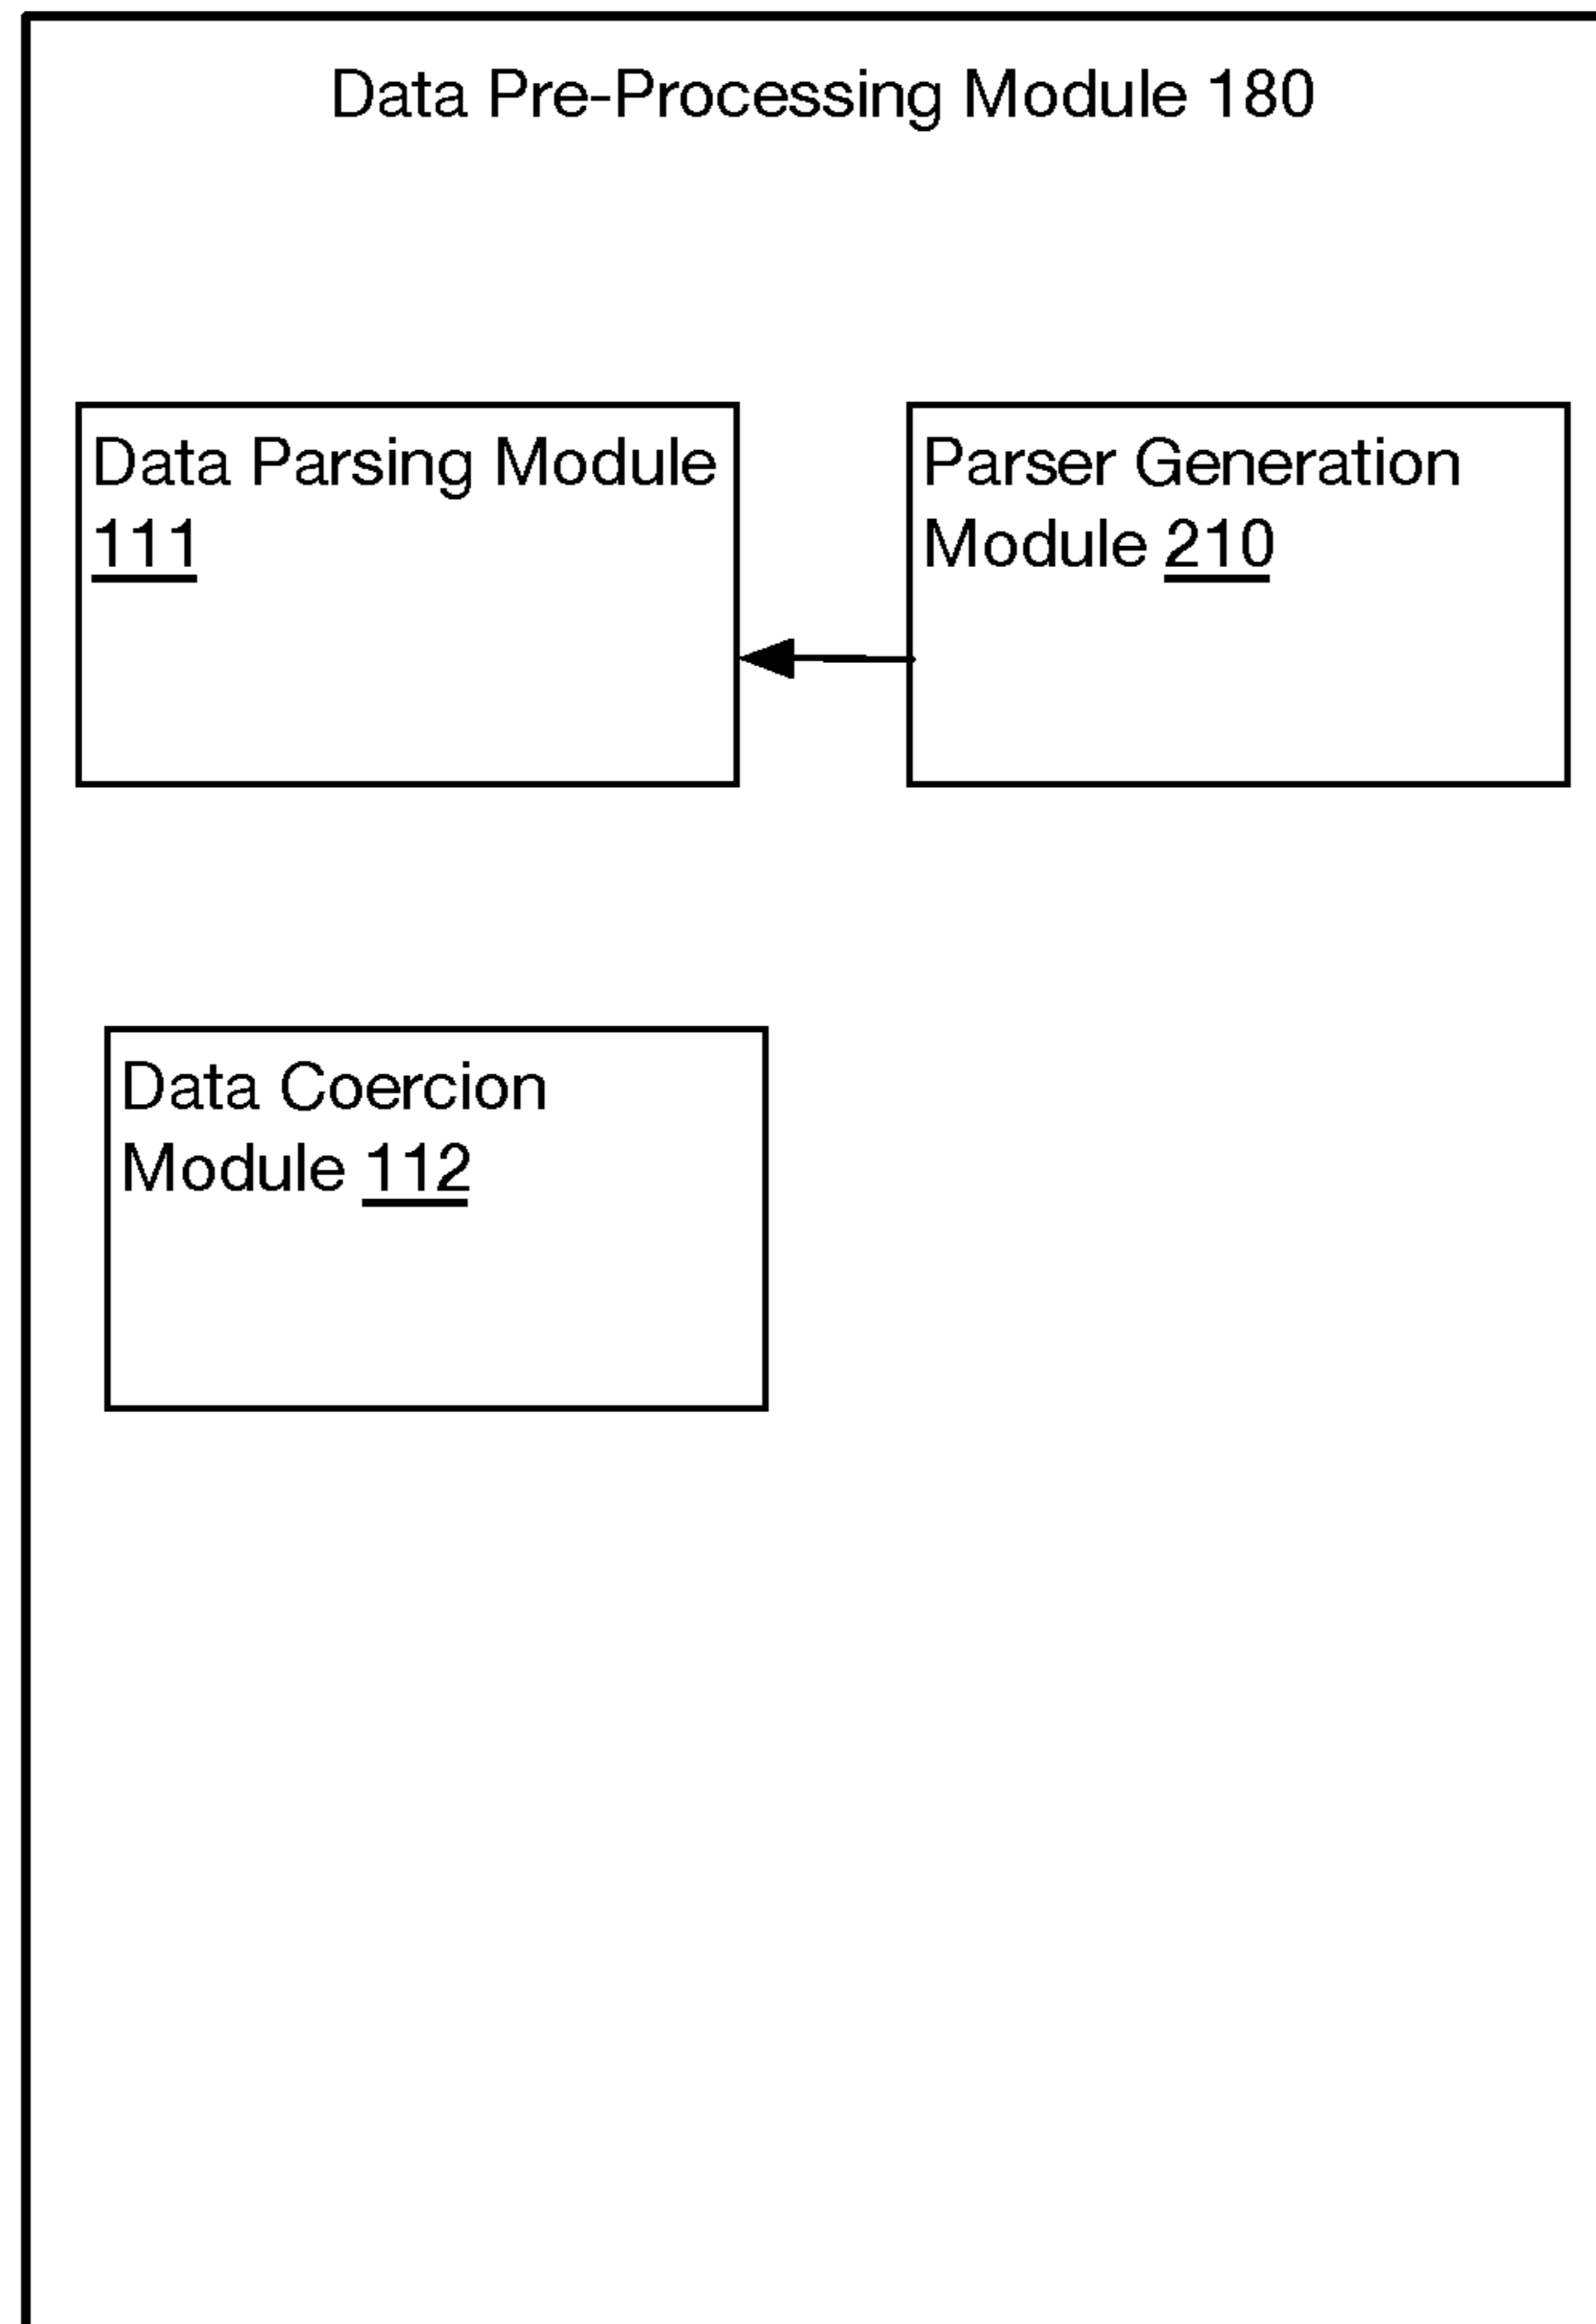 Data Pre-Processing Module 180
Data Parsing Module
111
Parser Generation
Module 210
Data Coercion
Module 112